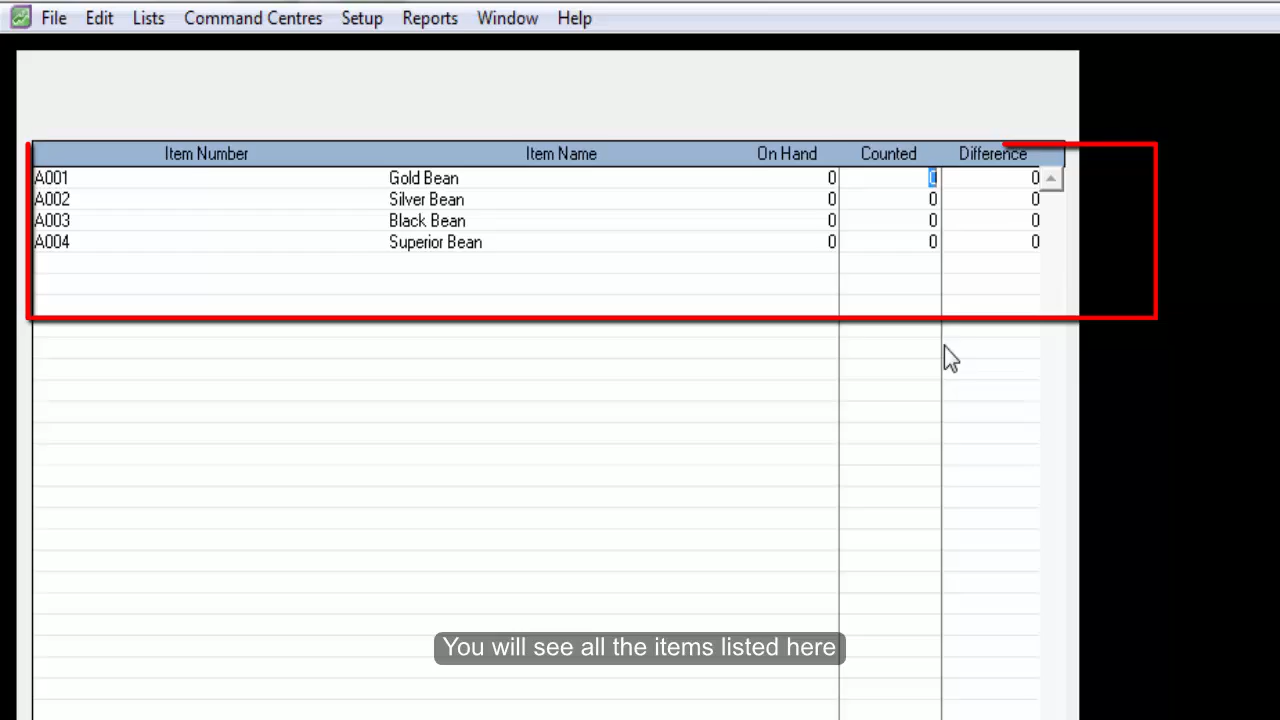 File Edit Lists Command Centres Setup Reports Window Help
Item Number Item Name On Hand Counted Difference
A001 Gold Bean 0 0 0
A002 Silver Bean 0 0 0
A003 Black Bean 0 0 0
A004 Superior Bean 0 0 0
You will see all the items listed here